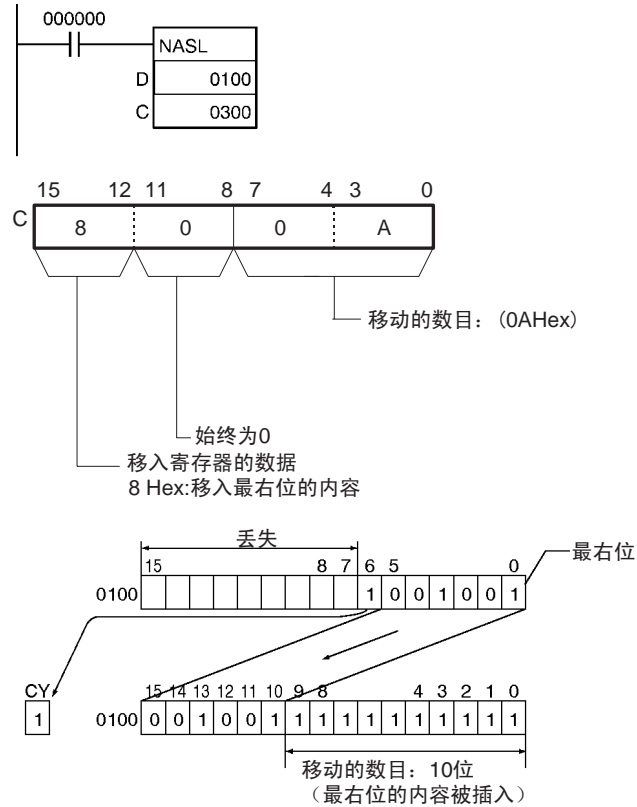 000000
NASL
D 0100
C 0300
15 12 11 8 7 4 3 0
C 8 0 0 A
移动的数目：(0AHex)
始终为0
移入寄存器的数据
8 Hex:移入最右位的内容
丢失
15 8 7 6 5 0
最右位
0100 1 0 0 1 0 0 1
CY
15 14 13 12 11 10 9 8 4 3 2 1 0
1
0100 0 0 1 0 0 1 1 1 1 1 1 1 1 1 1 1
移动的数目：10位
（最右位的内容被插入）